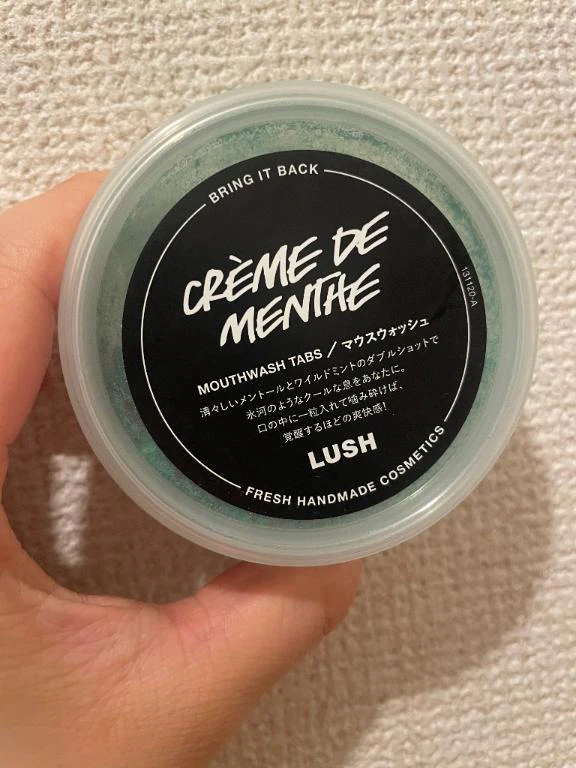 BRING IT BACK
CRÈME DE
MENTHE
131120-A
MOUTHWASH TABS / マウスウォッシュ
清々しいメントールとワイルドミントのダブルショットで
氷河のようなクールな息をあなたに。
口の中に一粒入れて噛み砕けば、
覚醒するほどの爽快感!
LUSH
FRESH HANDMADE COSMETICS